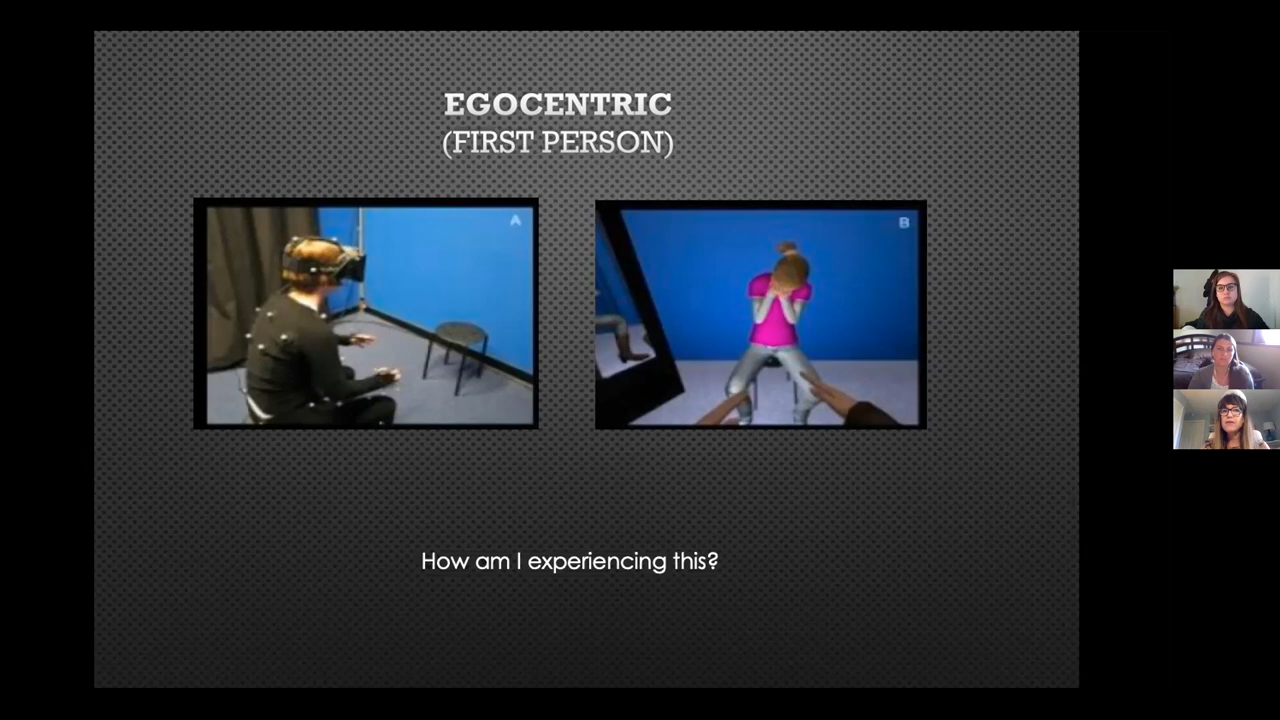 EGOCENTRIC
(FIRST PERSON)
A
B
How am I experiencing this?